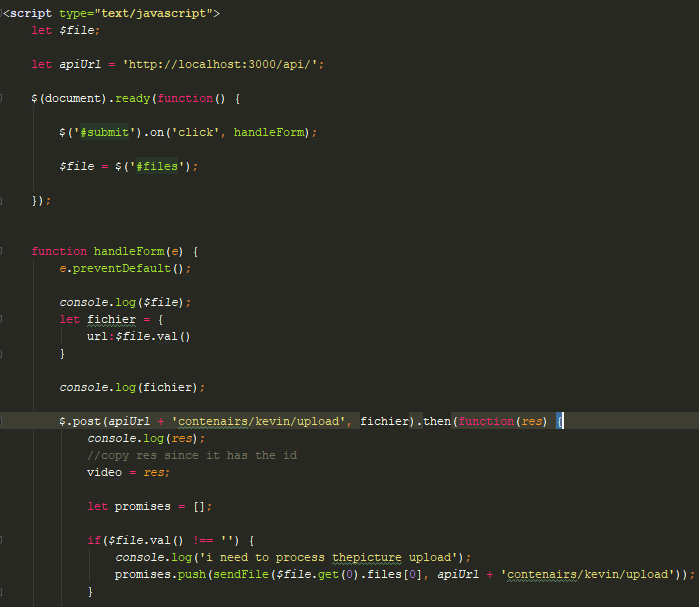 <script type="text/javascript">
let $file;
let apiUrl = 'http://localhost:3000/api/';
$(document).ready(function() {
$('#submit').on('click', handleForm);
$file = $('#files');
});
function handleForm(e) {
e.preventDefault();
console.log($file);
let fichier = {
url:$file.val()
}
console.log(fichier);
$.post(apiUrl + 'contenairs/kevin/upload', fichier).then(function(res) {
console.log(res);
//copy res since it has the id
video = res;
let promises = [];
if($file.val() !== '') {
console.log('i need to process thepicture upload');
promises.push(sendFile($file.get(0).files[0], apiUrl + 'contenairs/kevin/upload'));
}